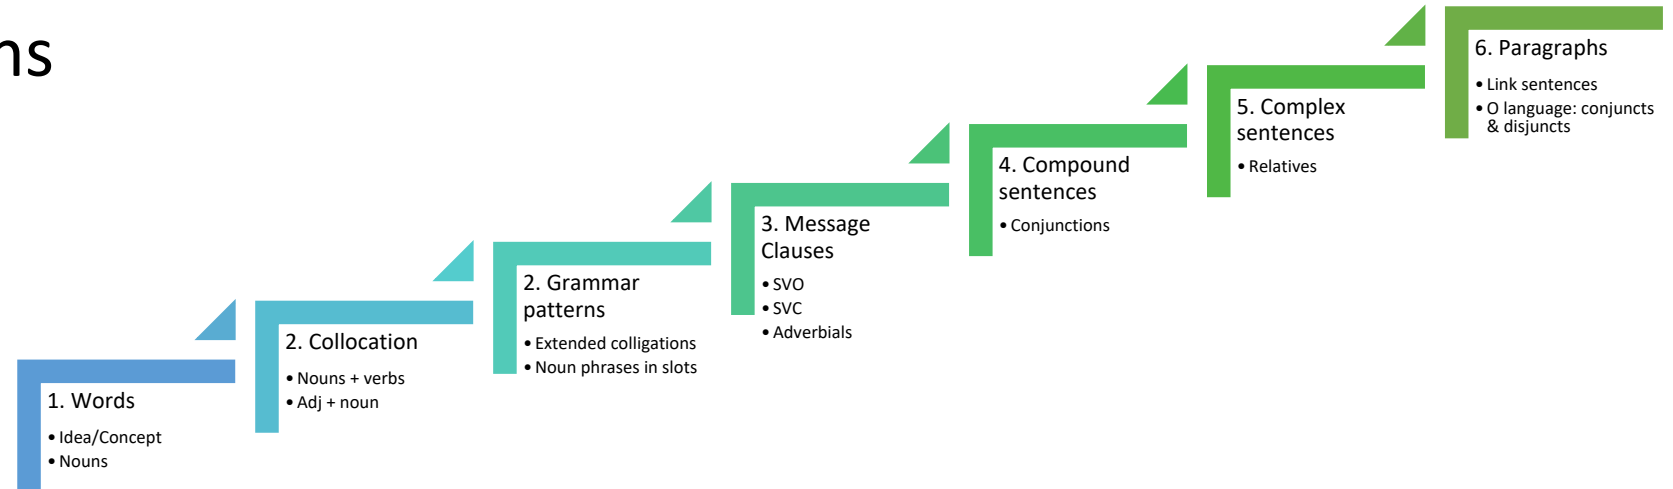 ns
1. Words
• Idea/Concept
• Nouns
2. Collocation
• Nouns + verbs
• Adj + noun
2. Grammar
patterns
• Extended colligations
• Noun phrases in slots
3. Message
Clauses
• SVO
• SVC
• Adverbials
4. Compound
sentences
• Conjunctions
5. Complex
sentences
• Relatives
6. Paragraphs
• Link sentences
• O language: conjuncts
& disjuncts